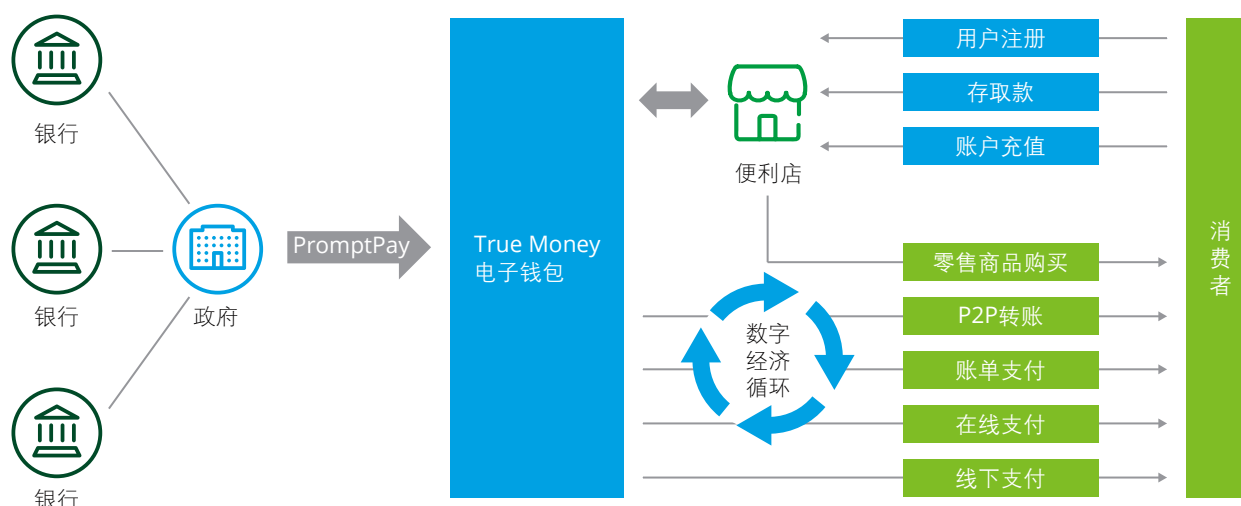 银行
银行
银行
政府
PromptPay
True Money
电子钱包
便利店
用户注册
存取款
账户充值
数字
经济
循环
零售商品购买
P2P转账
账单支付
在线支付
线下支付
消
费
者